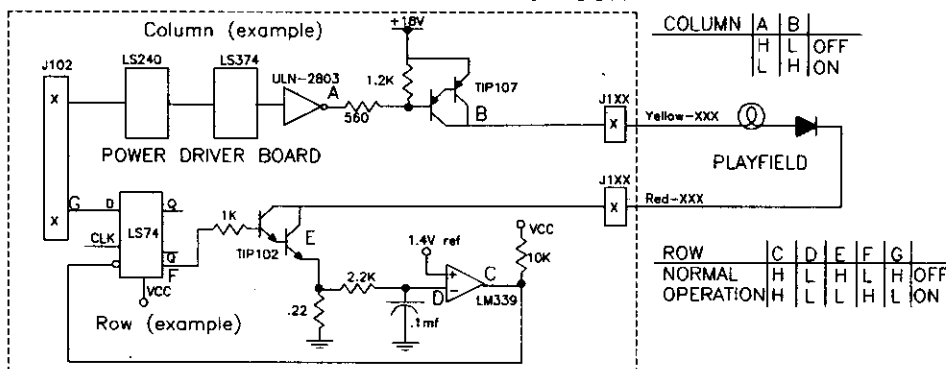 Column (example)
+18V
J102
LS240
LS374
ULN-2803
1.2K
TIP107
A
560
B
X
POWER DRIVER BOARD
J1XX
X
Yellow-XXX
PLAYFIELD
J1XX
X
Red-XXX
X
G
D
Q
LS74
CLK
Q
F
VCC
1K
TIP102
E
2.2K
.22
1.4V ref
+
-
D
C
LM339
.1mf
VCC
10K
Row (example)
COLUMN A B
H L OFF
L H ON
ROW C D E F G
NORMAL H L H L H OFF
OPERATION H L L H L ON